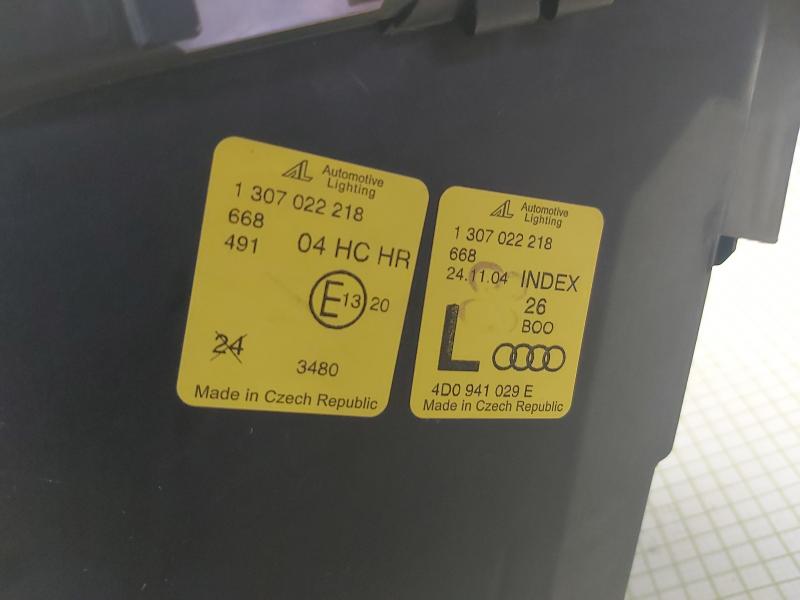 AL Automotive
Lighting
1 307 022 218
668
491 04 HC HR
E 13 20
24
3480
Made in Czech Republic
AL Automotive
Lighting
1 307 022 218
668
24.11.04 INDEX
26
BOO
L
4D0 941 029 E
Made in Czech Republic